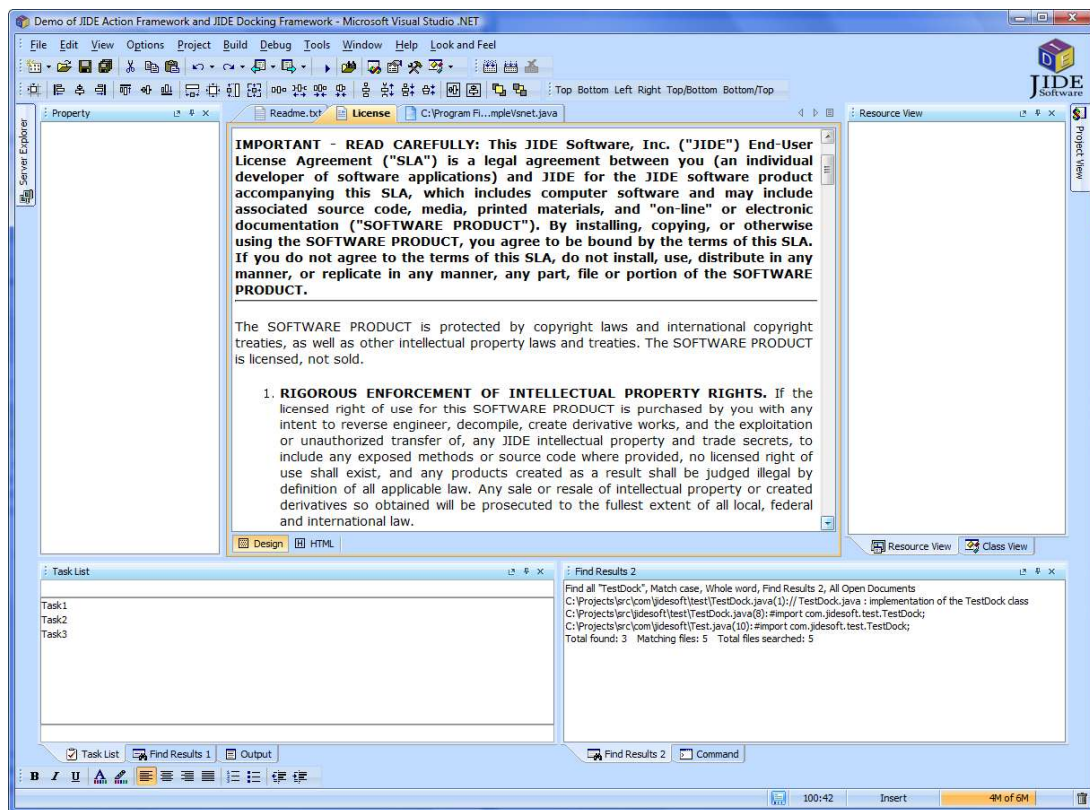 Demo of JIDE Action Framework and JIDE Docking Framework - Microsoft Visual Studio .NET
File Edit View Options Project Build Debug Tools Window Help Look and Feel
Top Bottom Left Right Top/Bottom Bottom/Top
JIDE
Software
Server Explorer
Property
Readme.txt
License
C:\Program Fi...mpleVsnet.java
Resource View
Project View
IMPORTANT - READ CAREFULLY: This JIDE Software, Inc. ("JIDE") End-User
License Agreement ("SLA") is a legal agreement between you (an individual
developer of software applications) and JIDE for the JIDE software product
accompanying this SLA, which includes computer software and may include
associated source code, media, printed materials, and "on-line" or electronic
documentation ("SOFTWARE PRODUCT"). By installing, copying, or otherwise
using the SOFTWARE PRODUCT, you agree to be bound by the terms of this SLA.
If you do not agree to the terms of this SLA, do not install, use, distribute in any
manner, or replicate in any manner, any part, file or portion of the SOFTWARE
PRODUCT.
The SOFTWARE PRODUCT is protected by copyright laws and international copyright
treaties, as well as other intellectual property laws and treaties. The SOFTWARE PRODUCT
is licensed, not sold.
1. RIGOROUS ENFORCEMENT OF INTELLECTUAL PROPERTY RIGHTS. If the
licensed right of use for this SOFTWARE PRODUCT is purchased by you with any
intent to reverse engineer, decompile, create derivative works, and the exploitation
or unauthorized transfer of, any JIDE intellectual property and trade secrets, to
include any exposed methods or source code where provided, no licensed right of
use shall exist, and any products created as a result shall be judged illegal by
definition of all applicable law. Any sale or resale of intellectual property or created
derivatives so obtained will be prosecuted to the fullest extent of all local, federal
and international law.
Design
HTML
Resource View
Class View
Task List
Task1
Task2
Task3
Find Results 2
Find all "TestDock", Match case, Whole word, Find Results 2, All Open Documents
C:\Projects\src\com\jidesoft\test\TestDock.java(1):// TestDock.java : implementation of the TestDock class
C:\Projects\src\jidesoft\test\TestDock.java(8):#import com.jidesoft.test.TestDock;
C:\Projects\src\com\jidesoft\Test.java(10):#import com.jidesoft.test.TestDock;
Total found: 3 Matching files: 5 Total files searched: 5
Task List
Find Results 1
Output
Find Results 2
Command
B I U A
100:42
Insert
4M of 6M